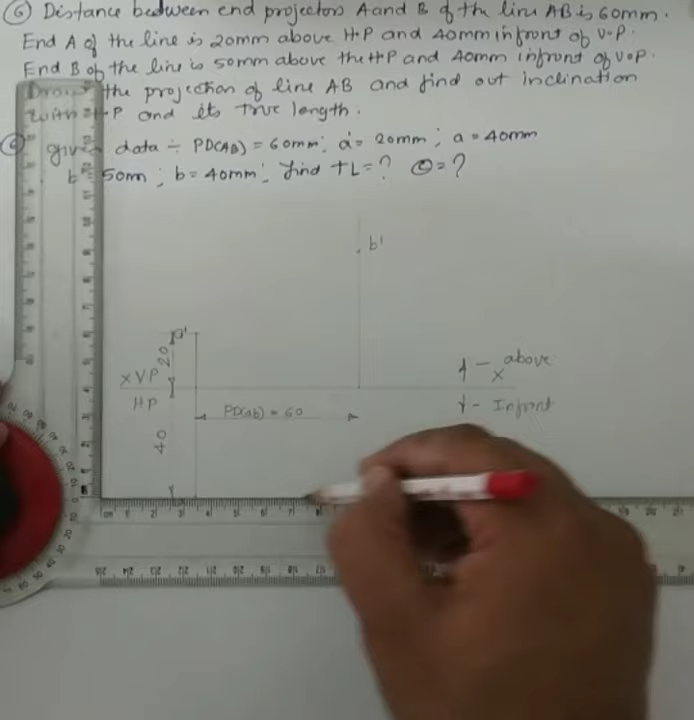 6 Distance between end projectors A and B of the line AB is 60mm.
End A of the line is 20mm above H.P and 40mm infront of V.P.
End B of the line is 50mm above the H.P and 40mm infront of V.P.
the projection of line AB and find out inclination
with P and its true length.
6 given data ÷ PD(AB) = 60mm; a' = 20mm; a = 40mm
50m; b = 40mm; find TL = ? = ?
b'
a'
20
above
X VP
X
HP
Infront
PD(ab) = 60
40